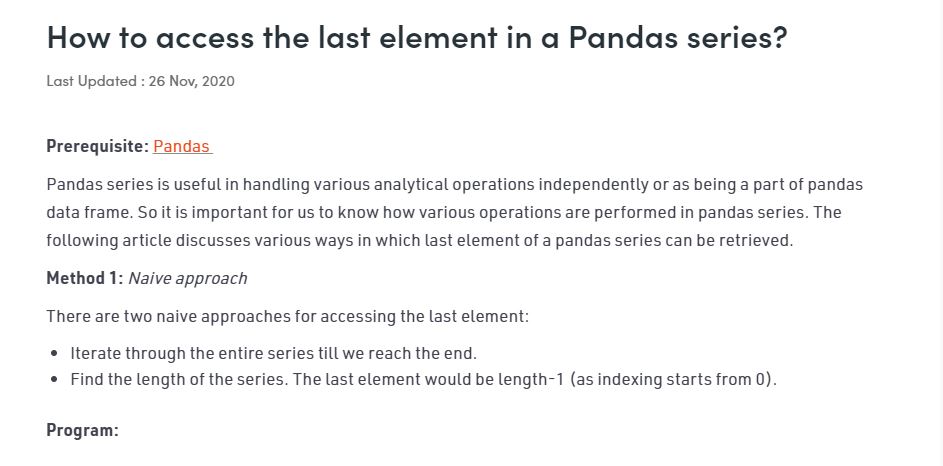 How to access the last element in a Pandas series?
Last Updated : 26 Nov, 2020
Prerequisite: Pandas
Pandas series is useful in handling various analytical operations independently or as being a part of pandas
data frame. So it is important for us to know how various operations are performed in pandas series. The
following article discusses various ways in which last element of a pandas series can be retrieved.
Method 1: Naive approach
There are two naive approaches for accessing the last element:
• Iterate through the entire series till we reach the end.
• Find the length of the series. The last element would be length-1 (as indexing starts from 0).
Program: